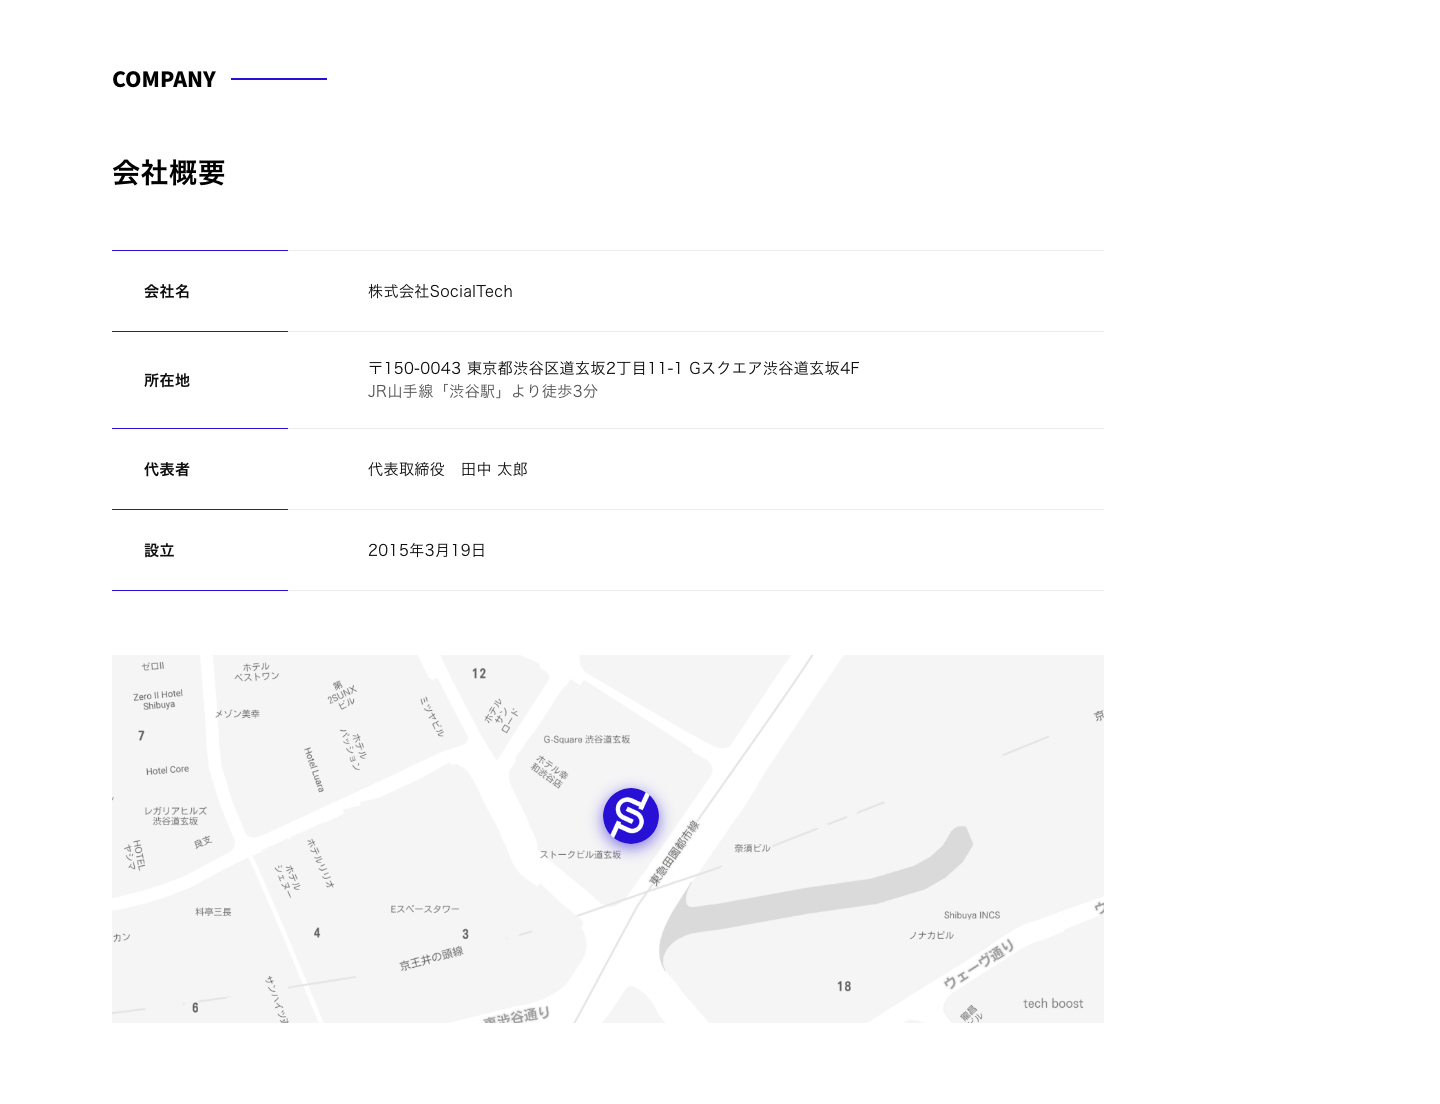 COMPANY
会社概要
会社名
株式会社SocialTech
所在地
〒150-0043 東京都渋谷区道玄坂2丁目11-1 Gスクエア渋谷道玄坂4F
JR山手線「渋谷駅」より徒歩3分
代表者
代表取締役　田中 太郎
設立
2015年3月19日
ゼロII
ホテル
ベストワン
12
Zero II Hotel
Shibuya
第
2SUNX
ビル
メゾン美幸
ミツヤビル
ホテル
サン
ロード
7
ホテル
パッション
G-Square 渋谷道玄坂
Hotel Core
Hotel Luara
ホテル幸
和渋谷店
レガリアヒルズ
渋谷道玄坂
良支
HOTEL
ヤシマ
ホテルリリオ
ホテル
シェヌー
ストークビル道玄坂
東急田園都市線
奈須ビル
料亭三長
Eスペースタワー
カン
4
3
京王井の頭線
Shibuya INCS
ノナカビル
ウェーヴ通り
18
サンハイツ
6
東渋谷通り
tech boost